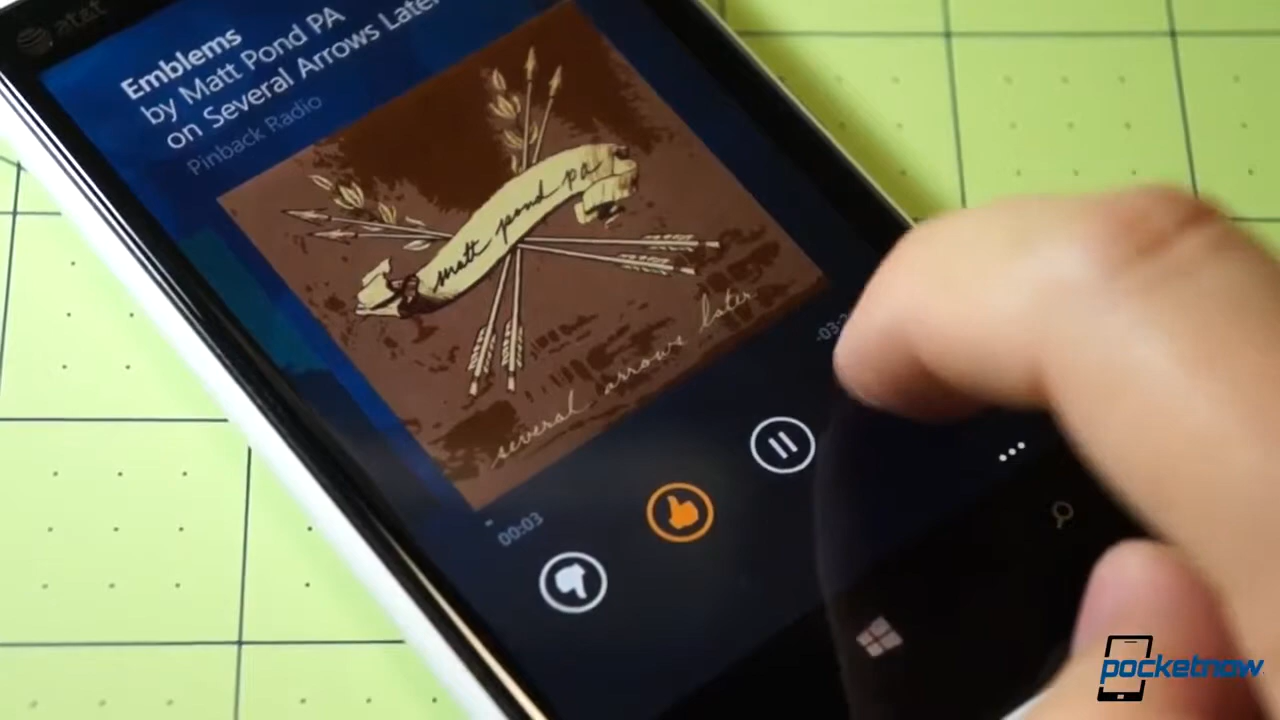 at&t
Emblems
by Matt Pond PA
on Several Arrows Later
Pinback Radio
matt pond pa
several arrows later
00:03
pocketnow